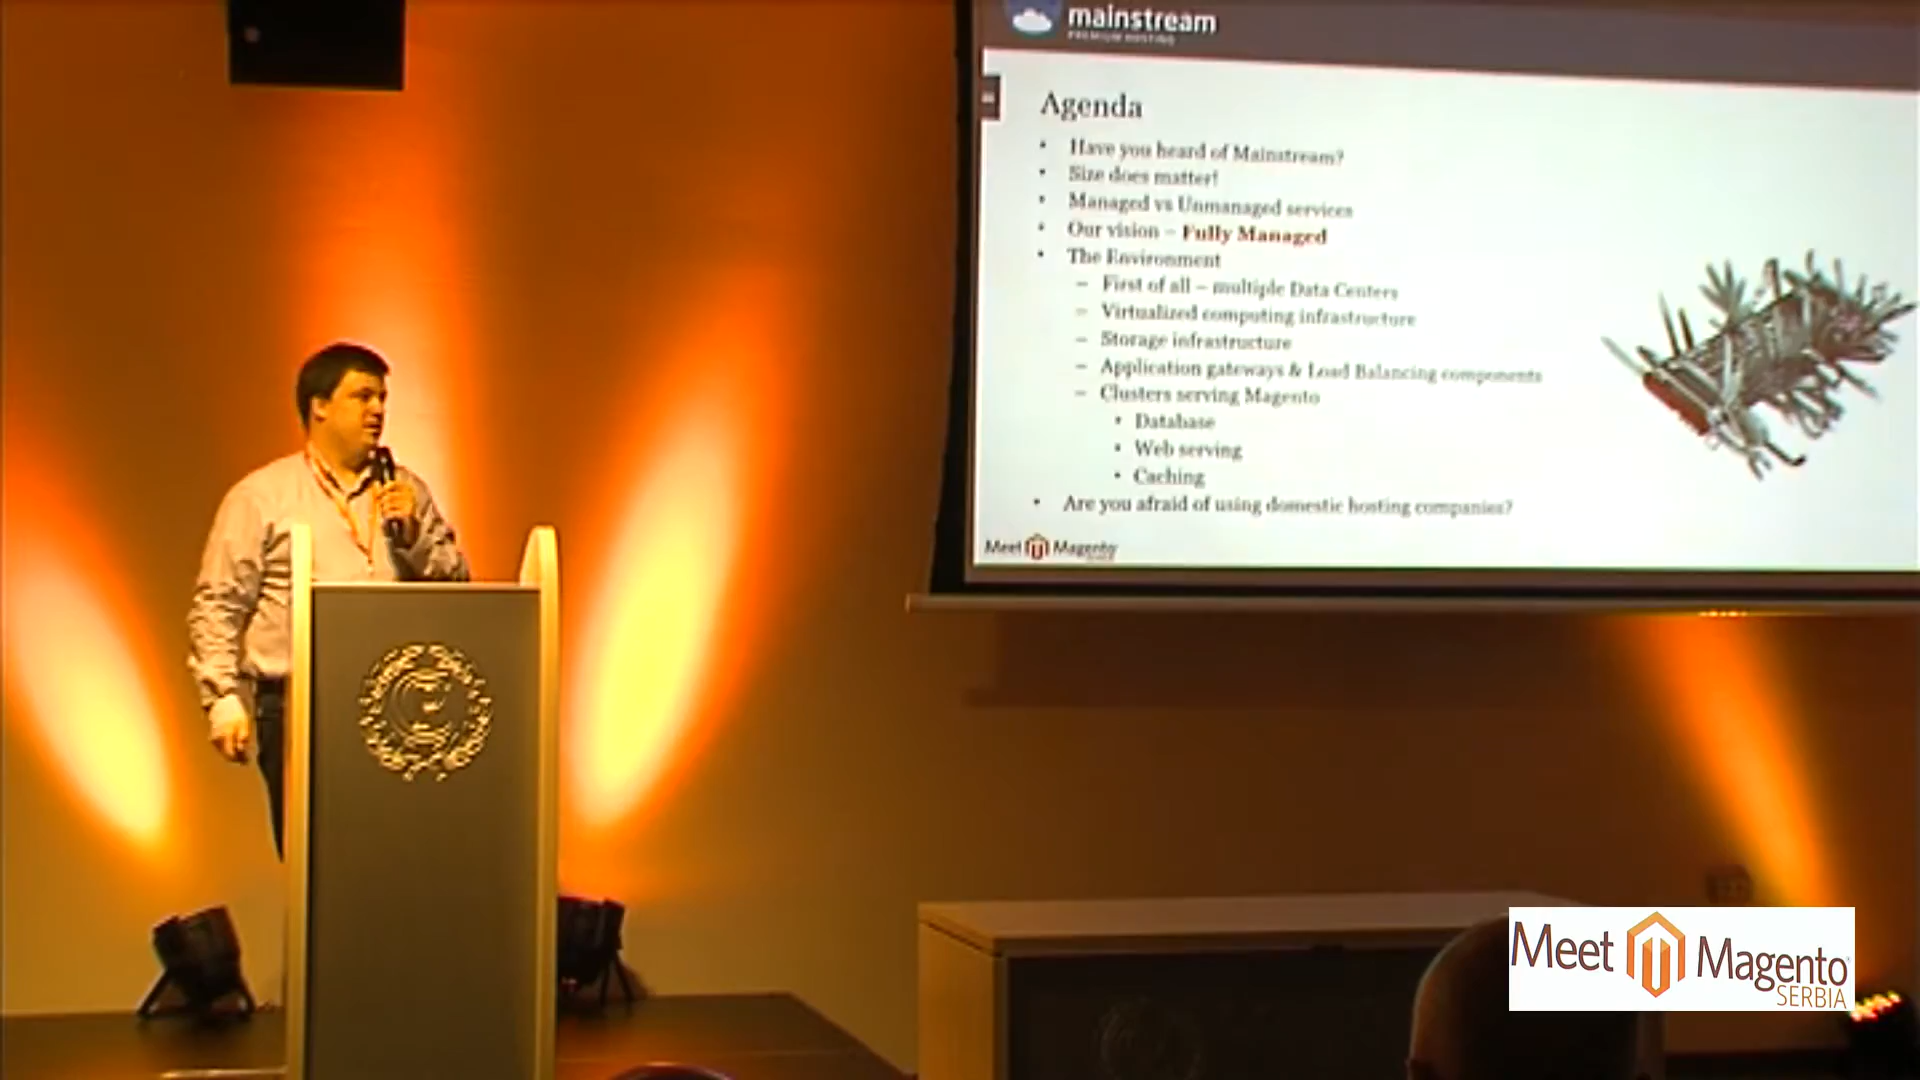 mainstream
PREMIUM HOSTING
Agenda
• Have you heard of Mainstream?
• Size does matter!
• Managed vs Unmanaged services
• Our vision – Fully Managed
• The Environment
– First of all – multiple Data Centers
– Virtualized computing infrastructure
– Storage infrastructure
– Application gateways & Load Balancing components
– Clusters serving Magento
• Database
• Web serving
• Caching
• Are you afraid of using domestic hosting companies?
Meet Magento
Meet Magento
SERBIA